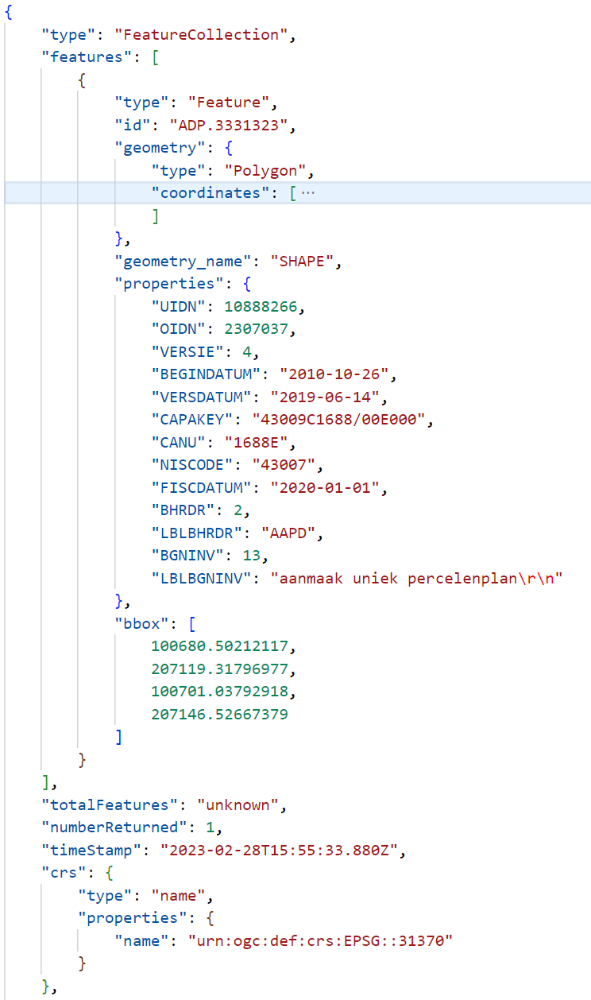 {
"type": "FeatureCollection",
"features": [
{
"type": "Feature",
"id": "ADP.3331323",
"geometry": {
"type": "Polygon",
"coordinates": [ ···
]
},
"geometry_name": "SHAPE",
"properties": {
"UIDN": 10888266,
"OIDN": 2307037,
"VERSIE": 4,
"BEGINDATUM": "2010-10-26",
"VERSDATUM": "2019-06-14",
"CAPAKEY": "43009C1688/00E000",
"CANU": "1688E",
"NISCODE": "43007",
"FISCDATUM": "2020-01-01",
"BHRDR": 2,
"LBLBHRDR": "AAPD",
"BGNINV": 13,
"LBLBGNINV": "aanmaak uniek percelenplan\r\n"
},
"bbox": [
100680.50212117,
207119.31796977,
100701.03792918,
207146.52667379
]
}
],
"totalFeatures": "unknown",
"numberReturned": 1,
"timeStamp": "2023-02-28T15:55:33.880Z",
"crs": {
"type": "name",
"properties": {
"name": "urn:ogc:def:crs:EPSG::31370"
}
},